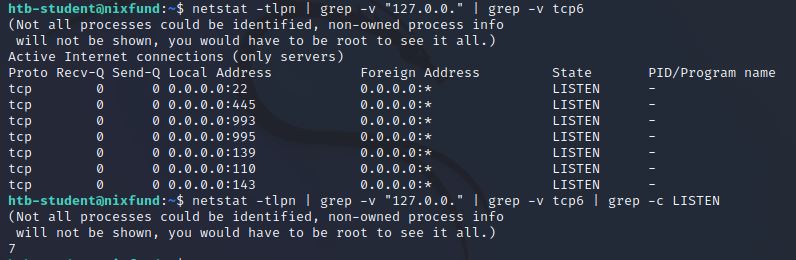 htb-student@nixfund:~$ netstat -tlpn | grep -v "127.0.0." | grep -v tcp6
(Not all processes could be identified, non-owned process info
 will not be shown, you would have to be root to see it all.)
Active Internet connections (only servers)
Proto Recv-Q Send-Q Local Address           Foreign Address         State       PID/Program name
tcp        0      0 0.0.0.0:22              0.0.0.0:*               LISTEN      -
tcp        0      0 0.0.0.0:445             0.0.0.0:*               LISTEN      -
tcp        0      0 0.0.0.0:993             0.0.0.0:*               LISTEN      -
tcp        0      0 0.0.0.0:995             0.0.0.0:*               LISTEN      -
tcp        0      0 0.0.0.0:139             0.0.0.0:*               LISTEN      -
tcp        0      0 0.0.0.0:110             0.0.0.0:*               LISTEN      -
tcp        0      0 0.0.0.0:143             0.0.0.0:*               LISTEN      -
htb-student@nixfund:~$ netstat -tlpn | grep -v "127.0.0." | grep -v tcp6 | grep -c LISTEN
(Not all processes could be identified, non-owned process info
 will not be shown, you would have to be root to see it all.)
7